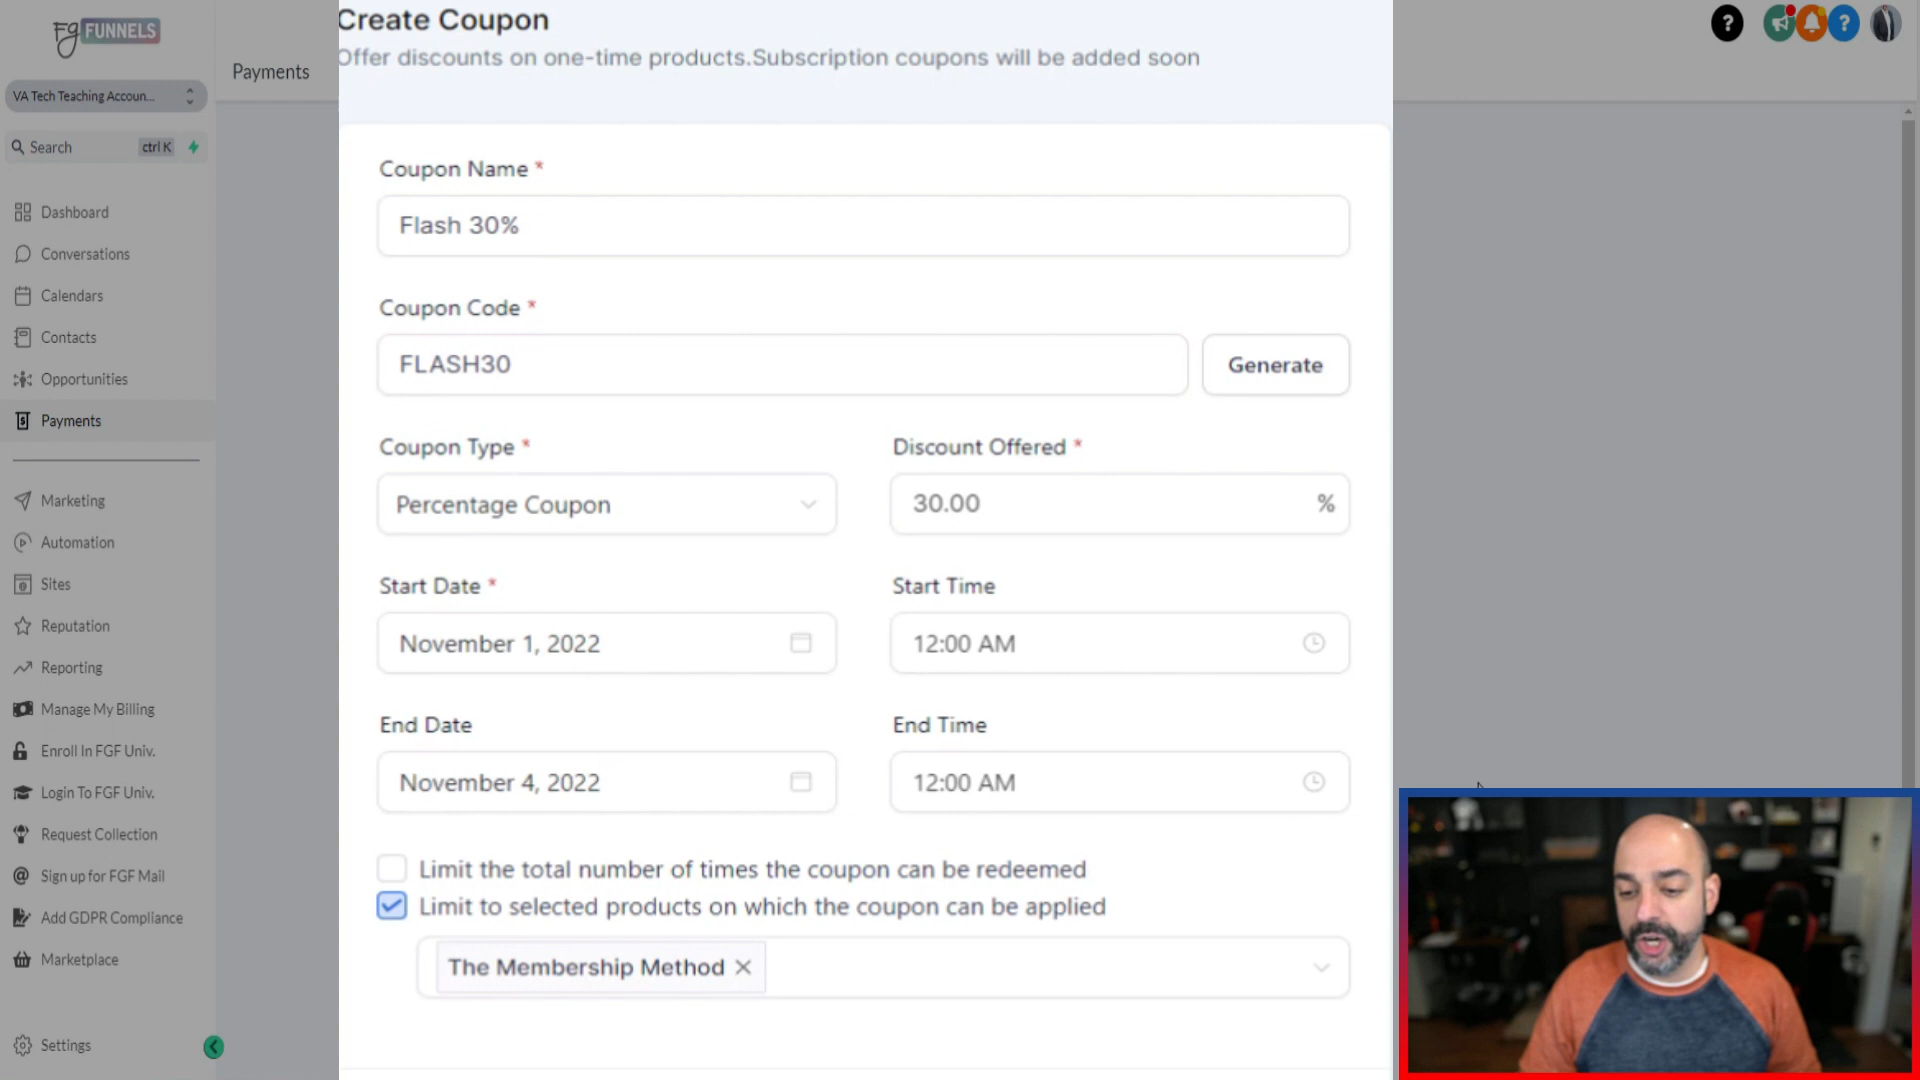 Fg FUNNELS
VA Tech Teaching Accoun...
Search
ctrl K
Dashboard
Conversations
Calendars
Contacts
Opportunities
Payments
Marketing
Automation
Sites
Reputation
Reporting
Manage My Billing
Enroll In FGF Univ.
Login To FGF Univ.
Request Collection
Sign up for FGF Mail
Add GDPR Compliance
Marketplace
Settings
Payments
Create Coupon
Offer discounts on one-time products.Subscription coupons will be added soon
Coupon Name *
Flash 30%
Coupon Code *
FLASH30
Generate
Coupon Type *
Discount Offered *
Percentage Coupon
30.00 %
Start Date *
Start Time
November 1, 2022
12:00 AM
End Date
End Time
November 4, 2022
12:00 AM
Limit the total number of times the coupon can be redeemed
Limit to selected products on which the coupon can be applied
The Membership Method